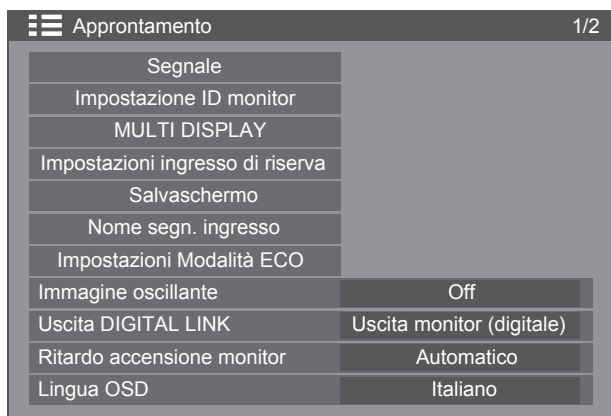 Approntamento 1/2
Segnale
Impostazione ID monitor
MULTI DISPLAY
Impostazioni ingresso di riserva
Salvaschermo
Nome segn. ingresso
Impostazioni Modalità ECO
Immagine oscillante Off
Uscita DIGITAL LINK Uscita monitor (digitale)
Ritardo accensione monitor Automatico
Lingua OSD Italiano